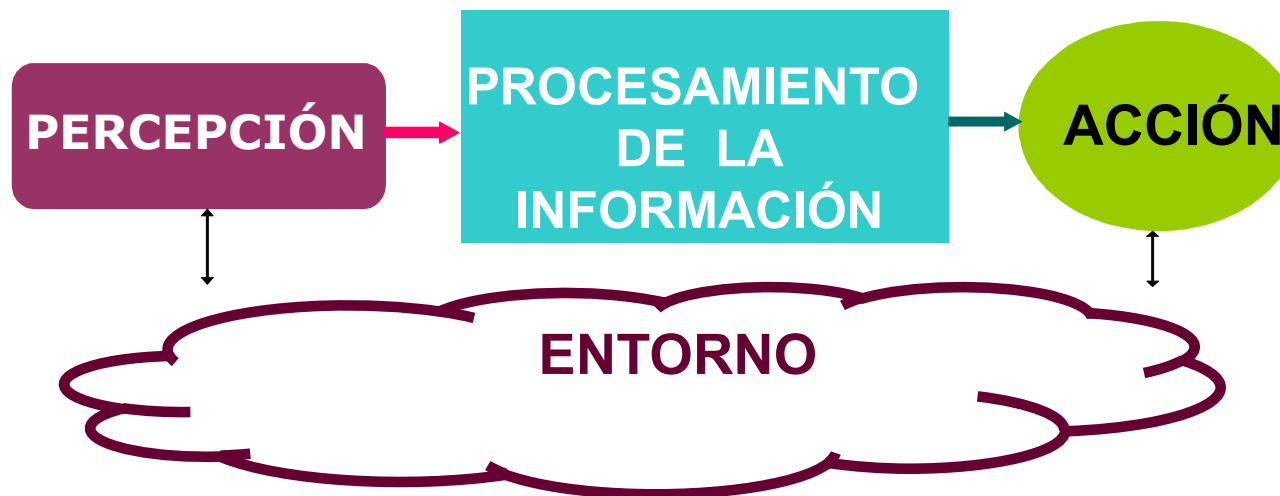 PERCEPCIÓN
PROCESAMIENTO
DE LA
INFORMACIÓN
ACCIÓN
ENTORNO